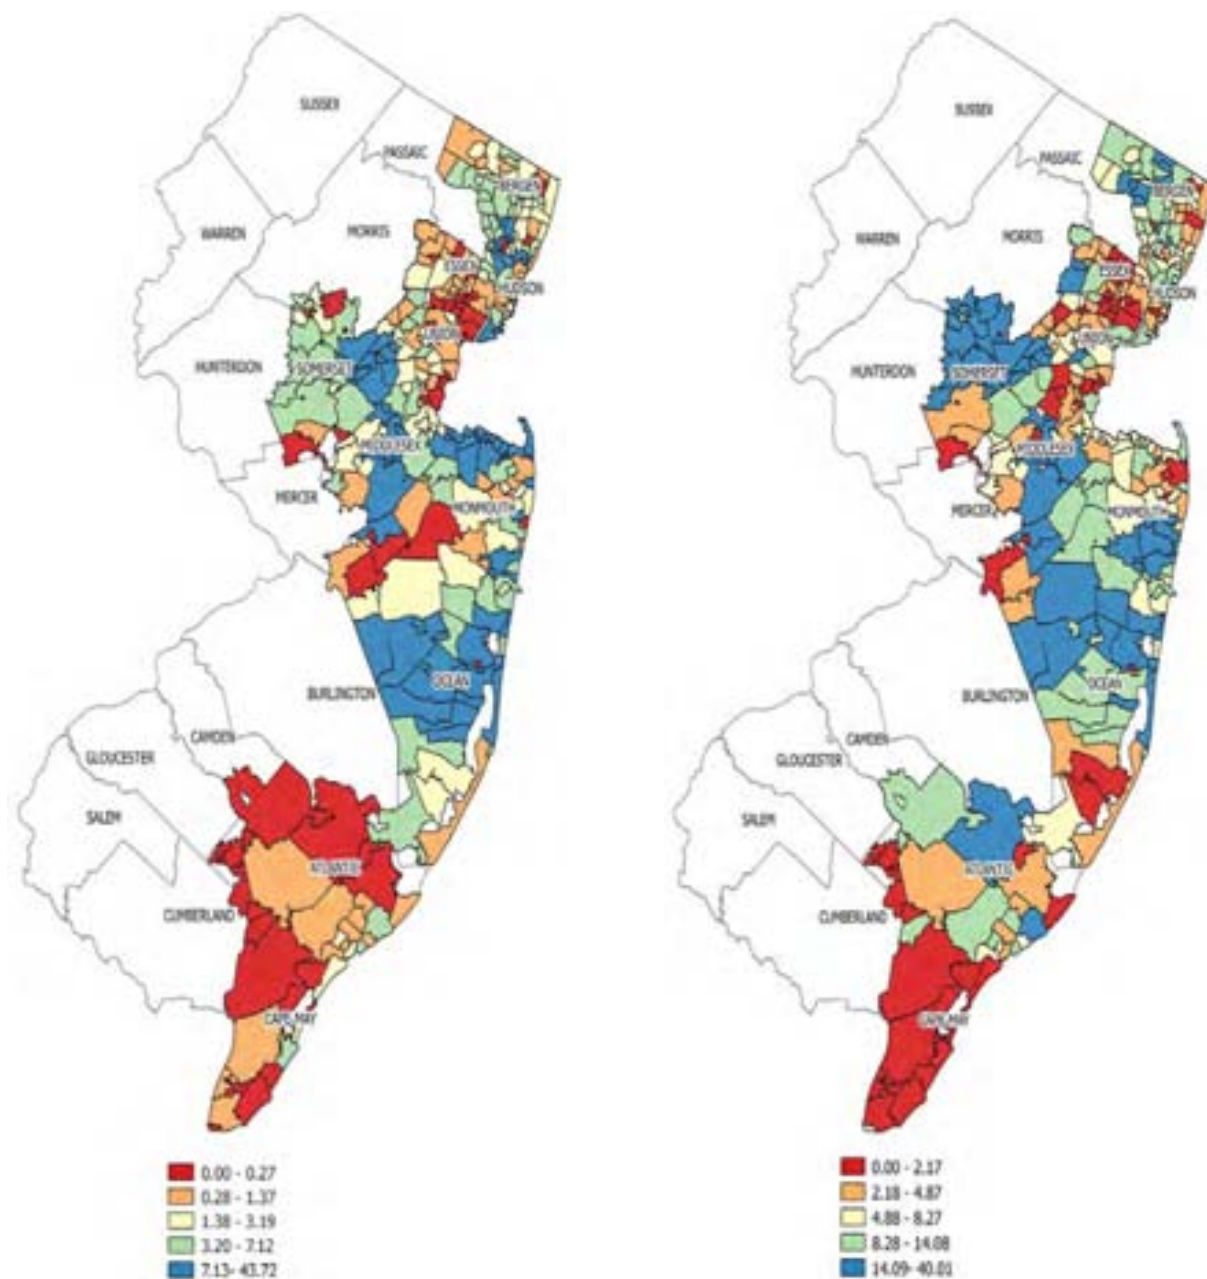 SUSSEX
PASSAIC
BERGEN
WARREN
MORRIS
ESSEX
HUDSON
UNION
HUNTERDON
SOMERSET
MIDDLESEX
MERCER
MONMOUTH
OCEAN
BURLINGTON
CAMDEN
GLOUCESTER
SALEM
ATLANTIC
CUMBERLAND
CAPE MAY
0.00 - 0.27
0.28 - 1.37
1.38 - 3.19
3.20 - 7.12
7.13- 43.72
SUSSEX
PASSAIC
BERGEN
WARREN
MORRIS
ESSEX
HUDSON
UNION
HUNTERDON
SOMERSET
MIDDLESEX
MERCER
MONMOUTH
OCEAN
BURLINGTON
CAMDEN
GLOUCESTER
SALEM
ATLANTIC
CUMBERLAND
CAPE MAY
0.00 - 2.17
2.18 - 4.87
4.88 - 8.27
8.28 - 14.08
14.09- 40.01